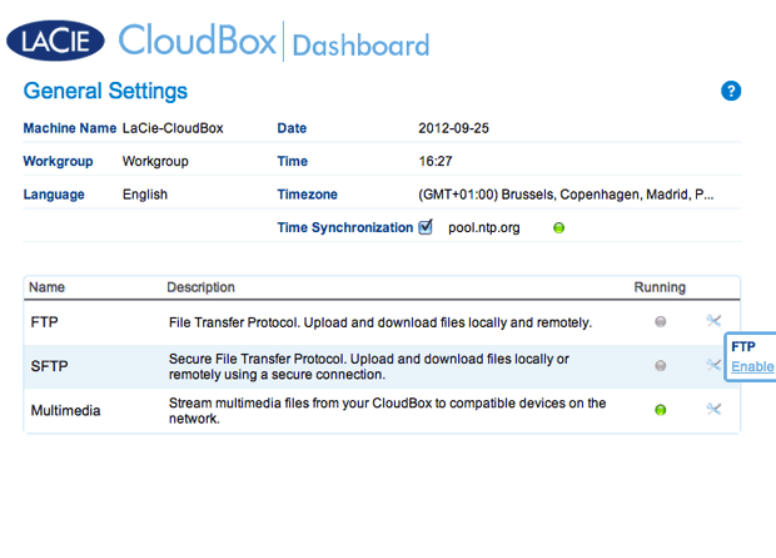 LACIE CloudBox Dashboard
General Settings ?
Machine Name LaCie-CloudBox Date 2012-09-25
Workgroup Workgroup Time 16:27
Language English Timezone (GMT+01:00) Brussels, Copenhagen, Madrid, P...
Time Synchronization pool.ntp.org
Name Description Running
FTP File Transfer Protocol. Upload and download files locally and remotely.
FTP
Enable
SFTP Secure File Transfer Protocol. Upload and download files locally or
remotely using a secure connection.
Multimedia Stream multimedia files from your CloudBox to compatible devices on the
network.